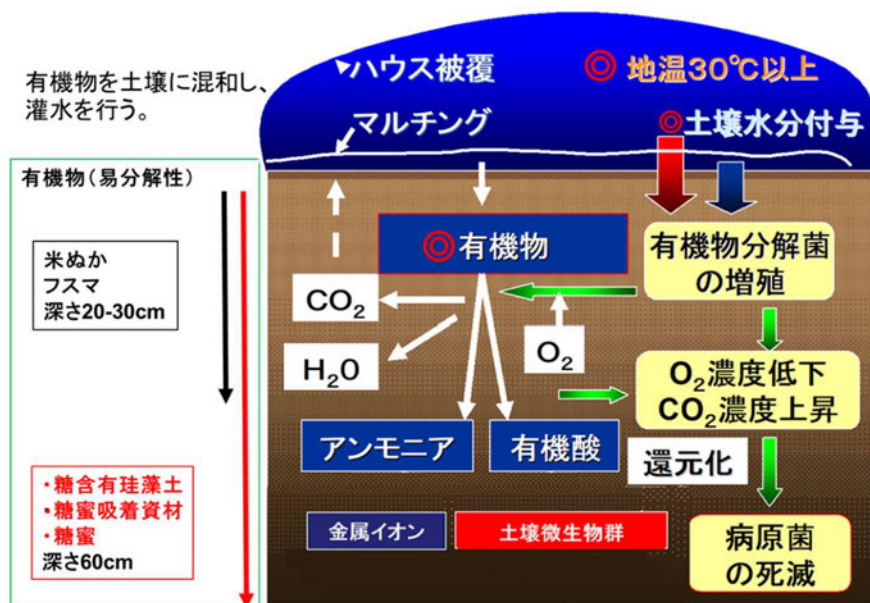 有機物を土壌に混和し、
灌水を行う。
ハウス被覆
◎ 地温30℃以上
マルチング
◎土壌水分付与
有機物（易分解性）
米ぬか
フスマ
深さ20-30cm
・糖含有珪藻土
・糖蜜吸着資材
・糖蜜
深さ60cm
◎有機物
有機物分解菌
の増殖
CO₂
O₂
H₂0
O₂濃度低下
CO₂濃度上昇
アンモニア
有機酸
還元化
金属イオン
土壌微生物群
病原菌
の死滅